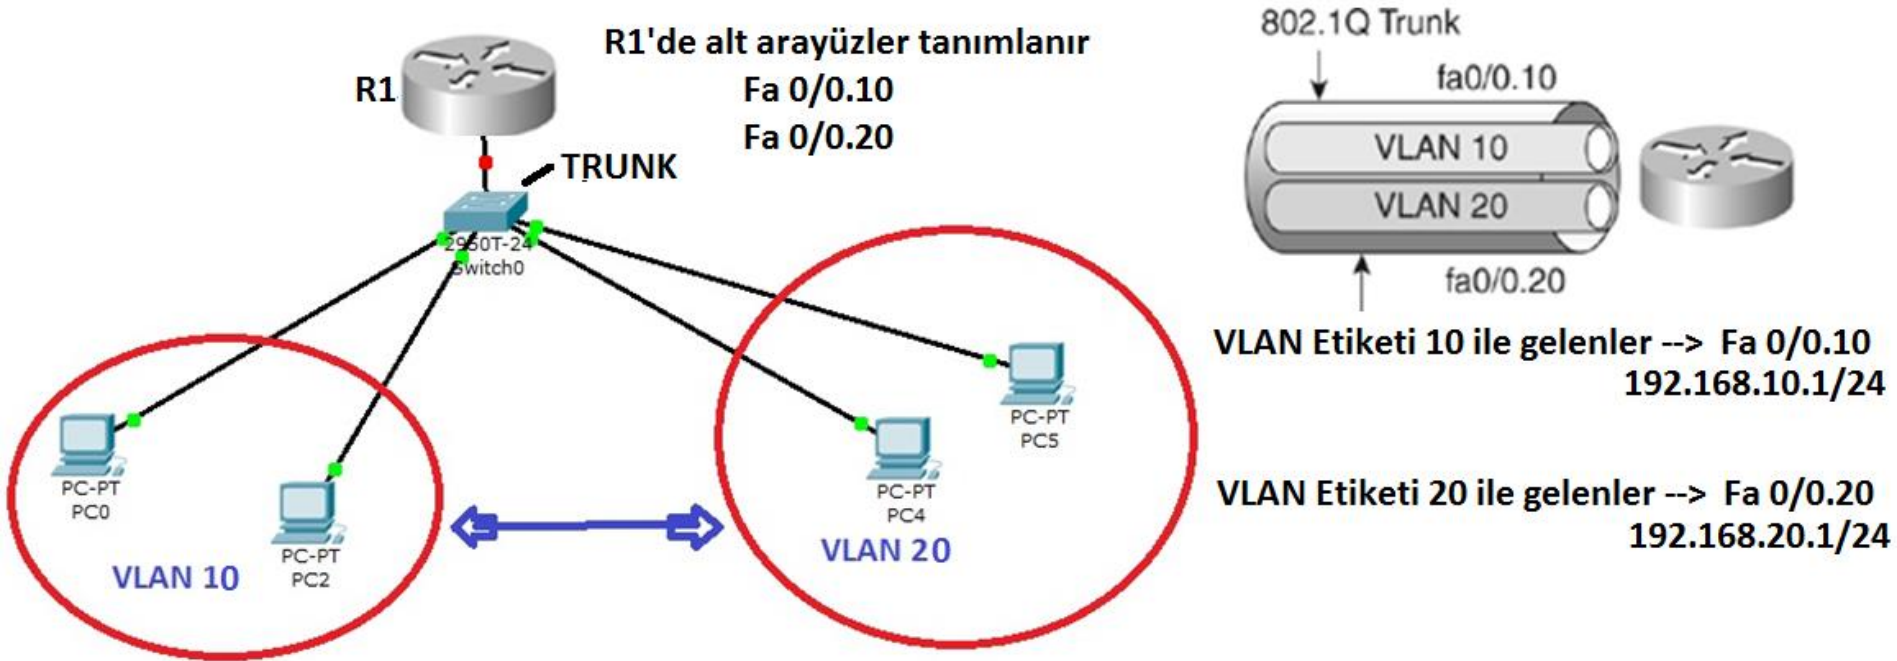 R1'de alt arayüzler tanımlanır
Fa 0/0.10
Fa 0/0.20
R1
TRUNK
2950T-24
Switch0
PC-PT
PC0
PC-PT
PC2
VLAN 10
PC-PT
PC5
PC-PT
PC4
VLAN 20
802.1Q Trunk
fa0/0.10
VLAN 10
VLAN 20
fa0/0.20
VLAN Etiketi 10 ile gelenler --> Fa 0/0.10
192.168.10.1/24
VLAN Etiketi 20 ile gelenler --> Fa 0/0.20
192.168.20.1/24